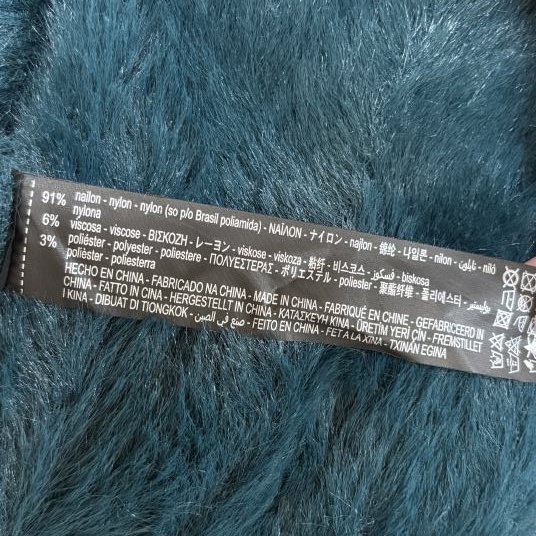 91% nailon - nylon - nylon (so p/o Brasil poliamida) - ΝΑΪΛΟΝ - ナイロン - najlon - 锦纶 - 나일론 - nilon - نايلون - niló
nylona
6% viscosa - viscose - ΒΙΣΚΟΖΗ - レーヨン - viskose - viskoza - 粘纤 - 비스코스 - فسكوز - biskosa
3% poliéster - polyester - poliestere - ΠΟΛΥΕΣΤΕΡΑΣ - ポリエステル - poliester - 聚酯纤维 - 폴리에스터 - بوليستر
poliéster - poliesterra
HECHO EN CHINA - FABRICADO NA CHINA - MADE IN CHINA - FABRIQUÉ EN CHINE - GEFABRICEERD IN
CHINA - FATTO IN CINA - HERGESTELLT IN CHINA - ΚΑΤΑΣΚΕΥΗ ΚΙΝΑ - ÜRETİM YERİ ÇİN - FREMSTILLET
I KINA - DIBUAT DI TIONGKOK - صنع في الصين - FEITO EN CHINA - FET A LA XINA - TXINAN EGINA